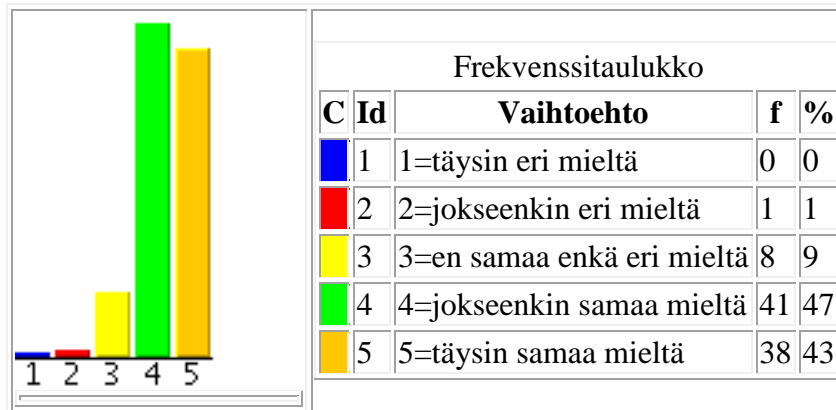 1 2 3 4 5
Frekvenssitaulukko
C Id Vaihtoehto f %
1 1=täysin eri mieltä 0 0
2 2=jokseenkin eri mieltä 1 1
3 3=en samaa enkä eri mieltä 8 9
4 4=jokseenkin samaa mieltä 41 47
5 5=täysin samaa mieltä 38 43